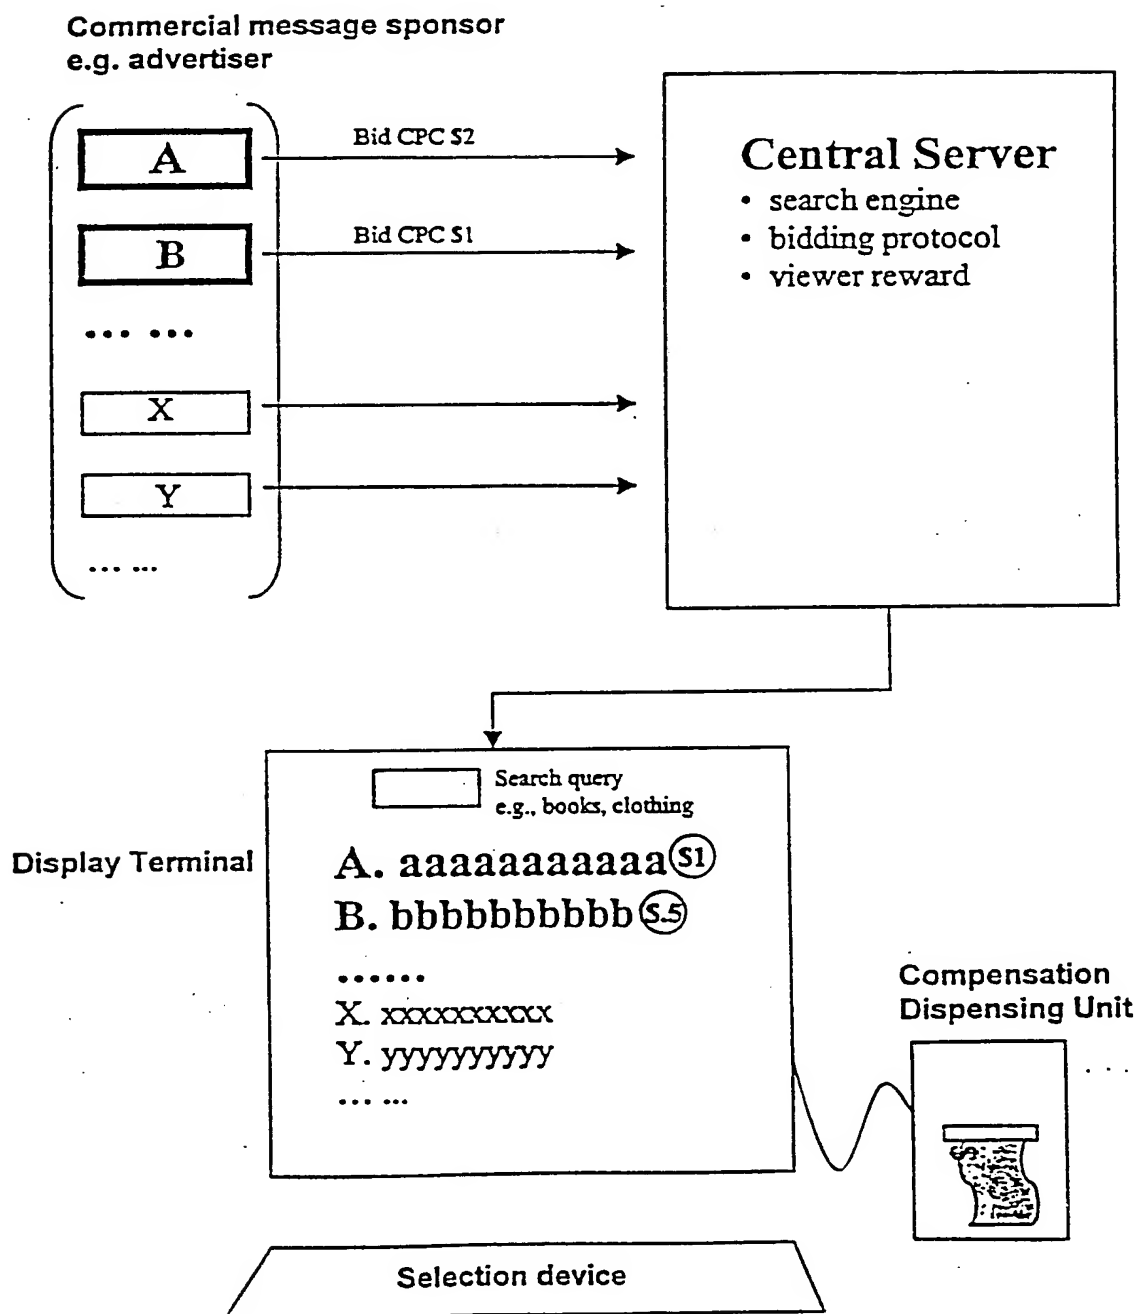 Commercial message sponsor
e.g. advertiser
A
Bid CPC $2
B
Bid CPC $1
... ...
X
Y
... ...
Central Server
• search engine
• bidding protocol
• viewer reward
Search query
e.g., books, clothing
Display Terminal
A. aaaaaaaaaaa $1
B. bbbbbbbbbb $.5
......
X. xxxxxxxxxx
Y. yyyyyyyyyy
... ...
Compensation
Dispensing Unit
...
$
Selection device